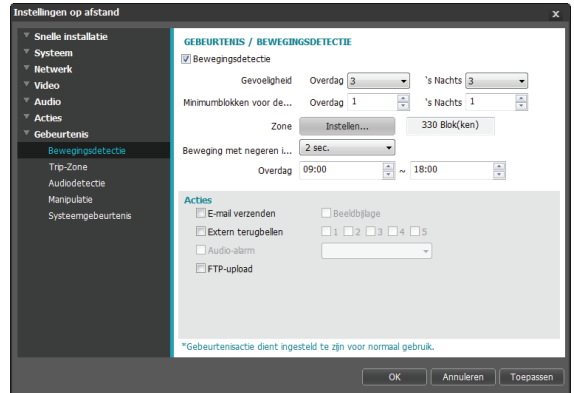 Instellingen op afstand
x
Snelle installatie
Systeem
Netwerk
Video
Audio
Acties
Gebeurtenis
Bewegingsdetectie
Trip-Zone
Audiodetectie
Manipulatie
Systeemgebeurtenis
GEBEURTENIS / BEWEGINGSDETECTIE
Bewegingsdetectie
Gevoeligheid Overdag 3 `s Nachts 3
Minimumblokken voor de... Overdag 1 `s Nachts 1
Zone Instellen... 330 Blok(ken)
Beweging met negeren i... 2 sec.
Overdag 09:00 ~ 18:00
Acties
E-mail verzenden Beeldbijlage
Extern terugbellen 1 2 3 4 5
Audio-alarm
FTP-upload
*Gebeurtenisactie dient ingesteld te zijn voor normaal gebruik.
OK Annuleren Toepassen